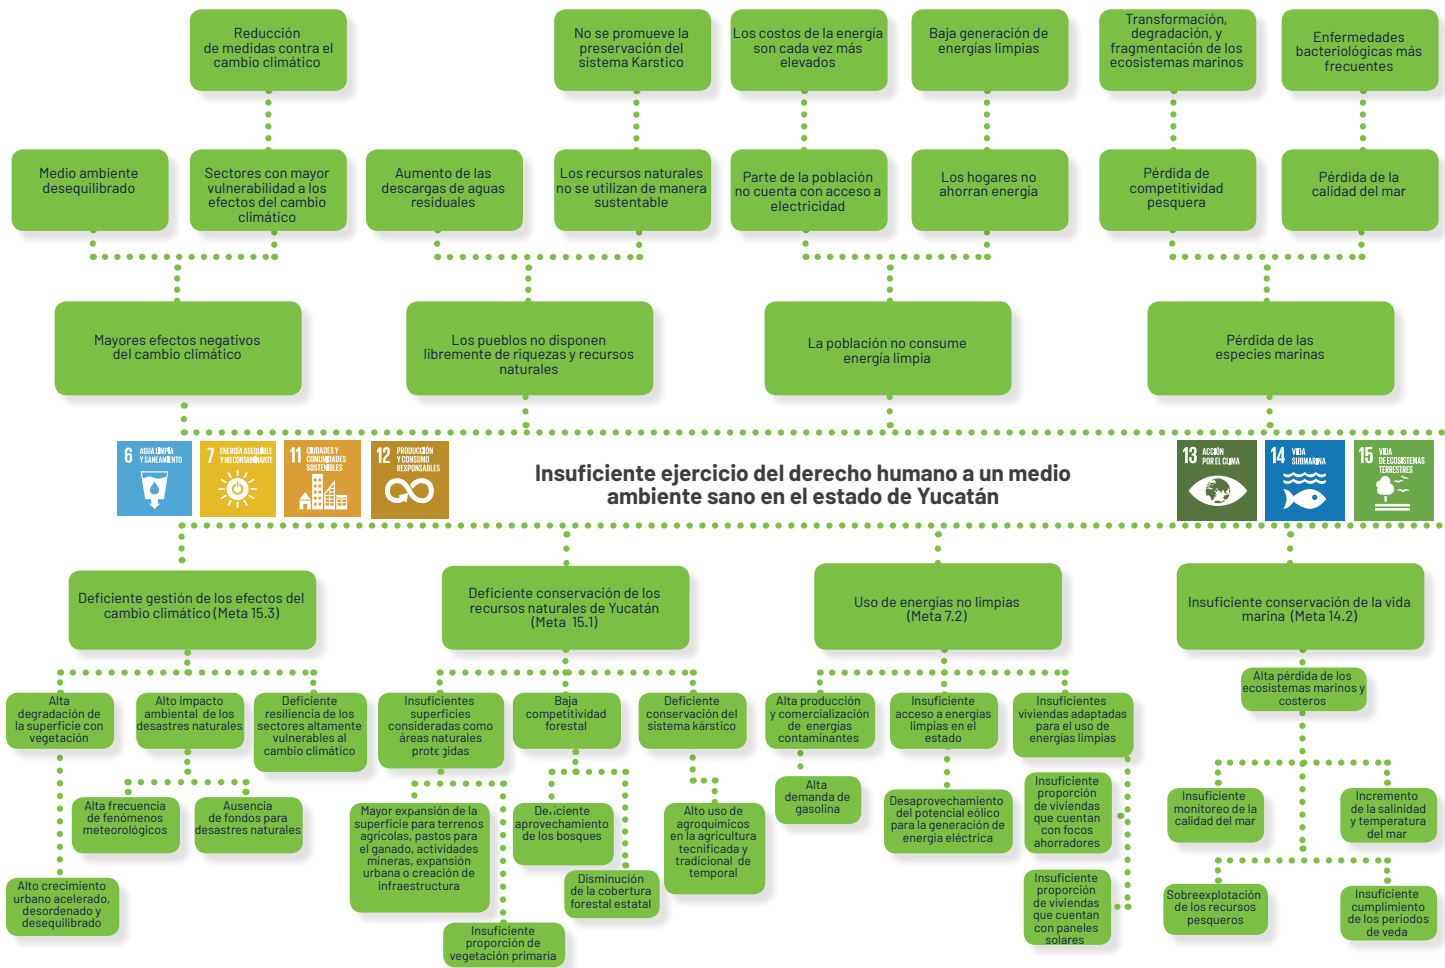 Reducción
de medidas contra el
cambio climático
No se promueve la
preservación del
sistema Karstico
Los costos de la energía
son cada vez más
elevados
Baja generación de
energías limpias
Transformación,
degradación, y
fragmentación de los
ecosistemas marinos
Enfermedades
bacteriológicas más
frecuentes
Medio ambiente
desequilibrado
Sectores con mayor
vulnerabilidad a los
efectos del cambio
climático
Aumento de las
descargas de aguas
residuales
Los recursos naturales
no se utilizan de manera
sustentable
Parte de la población
no cuenta con acceso a
electricidad
Los hogares no
ahorran energía
Pérdida de
competitividad
pesquera
Pérdida de la
calidad del mar
Mayores efectos negativos
del cambio climático
Los pueblos no disponen
libremente de riquezas y recursos
naturales
La población no consume
energía limpia
Pérdida de las
especies marinas
6 AGUA LIMPIA
Y SANEAMIENTO
7 ENERGÍA ASEQUIBLE
Y NO CONTAMINANTE
11 CIUDADES Y
COMUNIDADES
SOSTENIBLES
12 PRODUCCIÓN
Y CONSUMO
RESPONSABLES
Insuficiente ejercicio del derecho humano a un medio
ambiente sano en el estado de Yucatán
13 ACCIÓN
POR EL CLIMA
14 VIDA
SUBMARINA
15 VIDA
DE ECOSISTEMAS
TERRESTRES
Deficiente gestión de los efectos del
cambio climático (Meta 15.3)
Deficiente conservación de los
recursos naturales de Yucatán
(Meta 15.1)
Uso de energías no limpias
(Meta 7.2)
Insuficiente conservación de la vida
marina (Meta 14.2)
Alta
degradación de
la superficie con
vegetación
Alto impacto
ambiental de los
desastres naturales
Deficiente
resiliencia de los
sectores altamente
vulnerables al
cambio climático
Insuficientes
superficies
consideradas como
áreas naturales
protegidas
Baja
competitividad
forestal
Deficiente
conservación del
sistema kárstico
Alta producción
y comercialización
de energías
contaminantes
Insuficiente
acceso a energías
limpias en el
estado
Insuficientes
viviendas adaptadas
para el uso de
energías limpias
Alta pérdida de los
ecosistemas marinos y
costeros
Alta frecuencia
de fenómenos
meteorológicos
Ausencia
de fondos para
desastres naturales
Mayor expansión de la
superficie para terrenos
agrícolas, pastos para
el ganado, actividades
mineras, expansión
urbana o creación de
infraestructura
Deficiente
aprovechamiento
de los bosques
Alto uso de
agroquímicos
en la agricultura
tecnificada y
tradicional de
temporal
Alta
demanda de
gasolina
Desaprovechamiento
del potencial eólico
para la generación de
energía eléctrica
Insuficiente
proporción
de viviendas
que cuentan
con focos
ahorradores
Insuficiente
monitoreo de la
calidad del mar
Incremento
de la salinidad
y temperatura
del mar
Alto crecimiento
urbano acelerado,
desordenado y
desequilibrado
Disminución
de la cobertura
forestal estatal
Insuficiente
proporción de
vegetación primaria
Insuficiente
proporción
de viviendas
que cuentan
con paneles
solares
Sobreexplotación
de los recursos
pesqueros
Insuficiente
cumplimiento
de los periodos
de veda